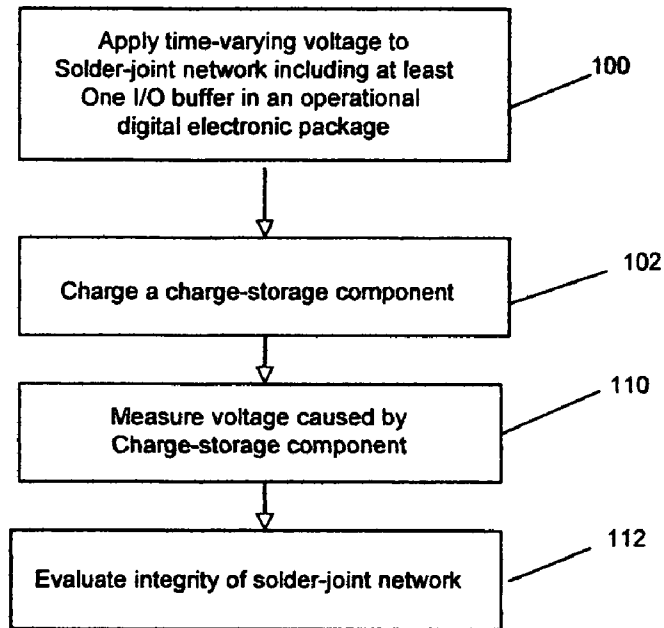 Apply time-varying voltage to
Solder-joint network including at least
One I/O buffer in an operational
digital electronic package
100
Charge a charge-storage component
102
Measure voltage caused by
Charge-storage component
110
Evaluate integrity of solder-joint network
112